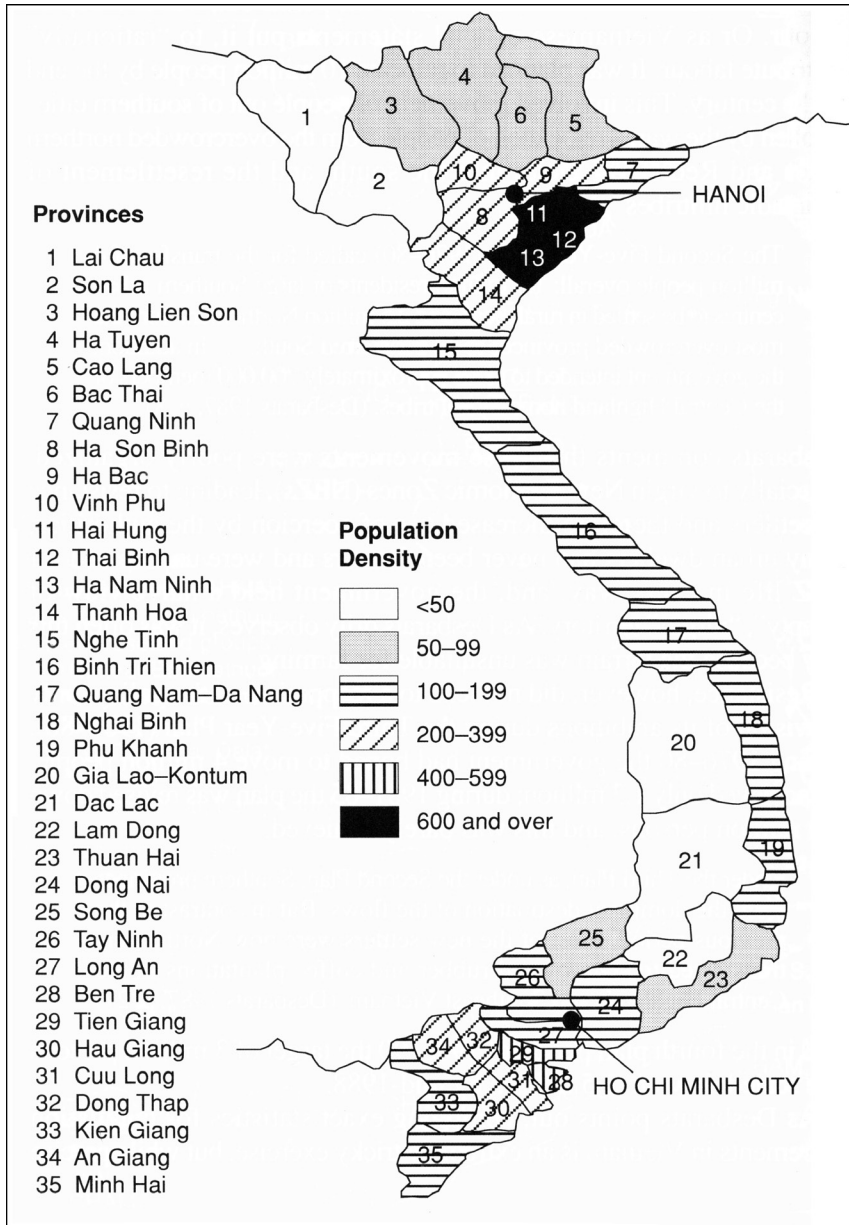 Provinces
1 Lai Chau
2 Son La
3 Hoang Lien Son
4 Ha Tuyen
5 Cao Lang
6 Bac Thai
7 Quang Ninh
8 Ha Son Binh
9 Ha Bac
10 Vinh Phu
11 Hai Hung
12 Thai Binh
13 Ha Nam Ninh
14 Thanh Hoa
15 Nghe Tinh
16 Binh Tri Thien
17 Quang Nam–Da Nang
18 Nghai Binh
19 Phu Khanh
20 Gia Lao–Kontum
21 Dac Lac
22 Lam Dong
23 Thuan Hai
24 Dong Nai
25 Song Be
26 Tay Ninh
27 Long An
28 Ben Tre
29 Tien Giang
30 Hau Giang
31 Cuu Long
32 Dong Thap
33 Kien Giang
34 An Giang
35 Minh Hai
Population
Density
<50
50–99
100–199
200–399
400–599
600 and over
1
2
3
4
6
5
10
9
7
HANOI
8
11
12
13
14
15
16
17
18
20
19
21
25
22
23
26
24
27
HO CHI MINH CITY
34
32
29
31
28
30
33
35